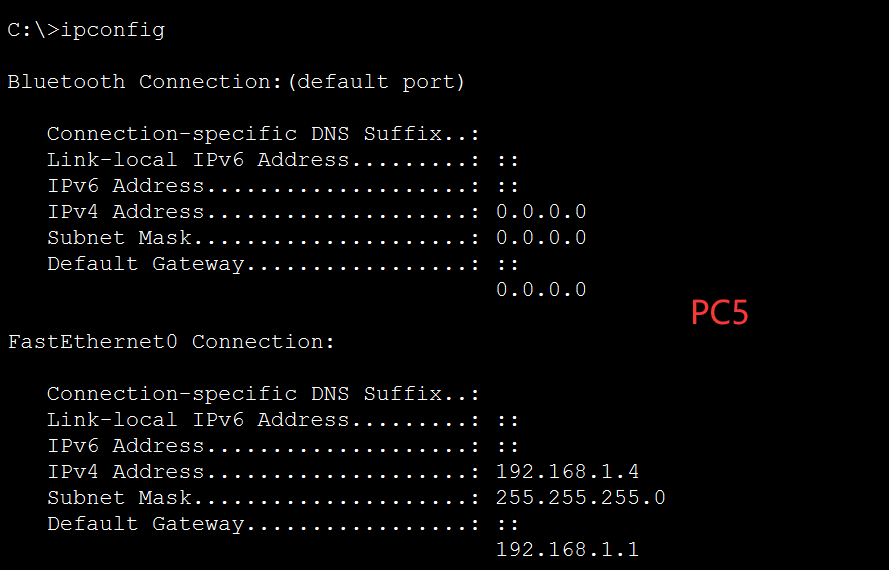 C:\>ipconfig
Bluetooth Connection:(default port)
Connection-specific DNS Suffix..:
Link-local IPv6 Address.........: ::
IPv6 Address....................: ::
IPv4 Address....................: 0.0.0.0
Subnet Mask.....................: 0.0.0.0
Default Gateway.................: ::
0.0.0.0
PC5
FastEthernet0 Connection:
Connection-specific DNS Suffix..:
Link-local IPv6 Address.........: ::
IPv6 Address....................: ::
IPv4 Address....................: 192.168.1.4
Subnet Mask.....................: 255.255.255.0
Default Gateway.................: ::
192.168.1.1